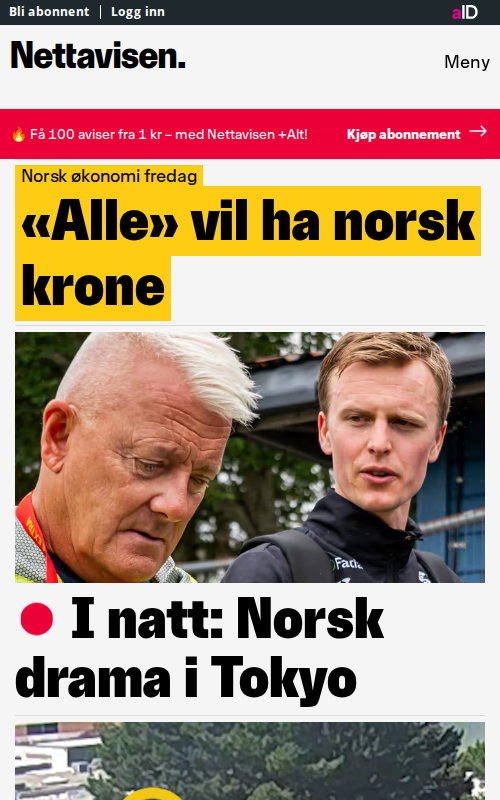 Bli abonnent | Logg inn
aID
Nettavisen.
Meny
🔥 Få 100 aviser fra 1 kr – med Nettavisen +Alt!
Kjøp abonnement →
Norsk økonomi fredag
«Alle» vil ha norsk
krone
I natt: Norsk
drama i Tokyo